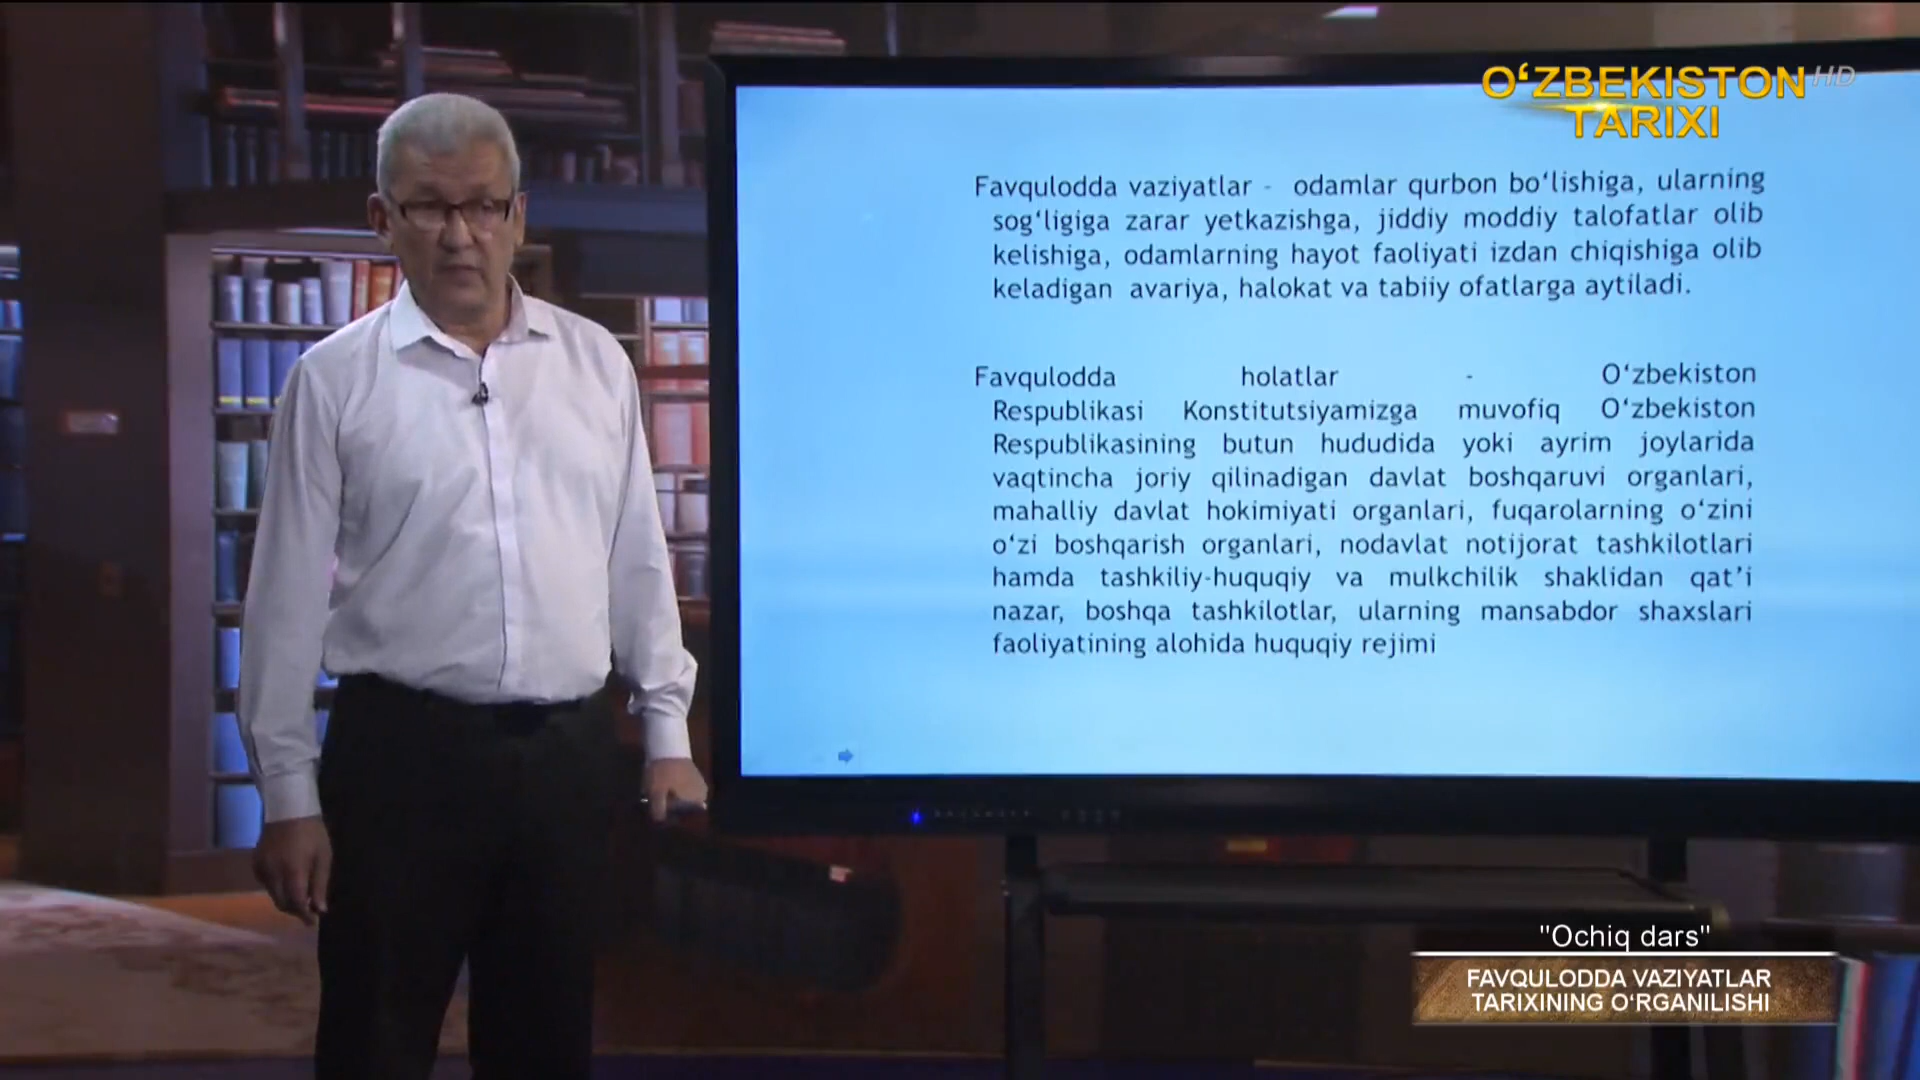 O‘ZBEKISTON HD
TARIXI
Favqulodda vaziyatlar - odamlar qurbon bo‘lishiga, ularning
sog‘ligiga zarar yetkazishga, jiddiy moddiy talofatlar olib
kelishiga, odamlarning hayot faoliyati izdan chiqishiga olib
keladigan avariya, halokat va tabiiy ofatlarga aytiladi.
Favqulodda holatlar - O‘zbekiston
Respublikasi Konstitutsiyamizga muvofiq O‘zbekiston
Respublikasining butun hududida yoki ayrim joylarida
vaqtincha joriy qilinadigan davlat boshqaruvi organlari,
mahalliy davlat hokimiyati organlari, fuqarolarning o‘zini
o‘zi boshqarish organlari, nodavlat notijorat tashkilotlari
hamda tashkiliy-huquqiy va mulkchilik shaklidan qat’i
nazar, boshqa tashkilotlar, ularning mansabdor shaxslari
faoliyatining alohida huquqiy rejimi
"Ochiq dars"
FAVQULODDA VAZIYATLAR
TARIXINING O‘RGANILISHI